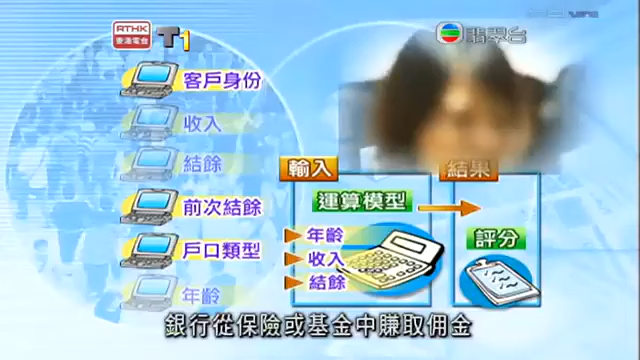 RTHK
香港電台
T1
翡翠台
客戶身份
收入
結餘
前次結餘
戶口類型
年齡
輸入
運算模型
年齡
收入
結餘
結果
評分
銀行從保險或基金中賺取佣金